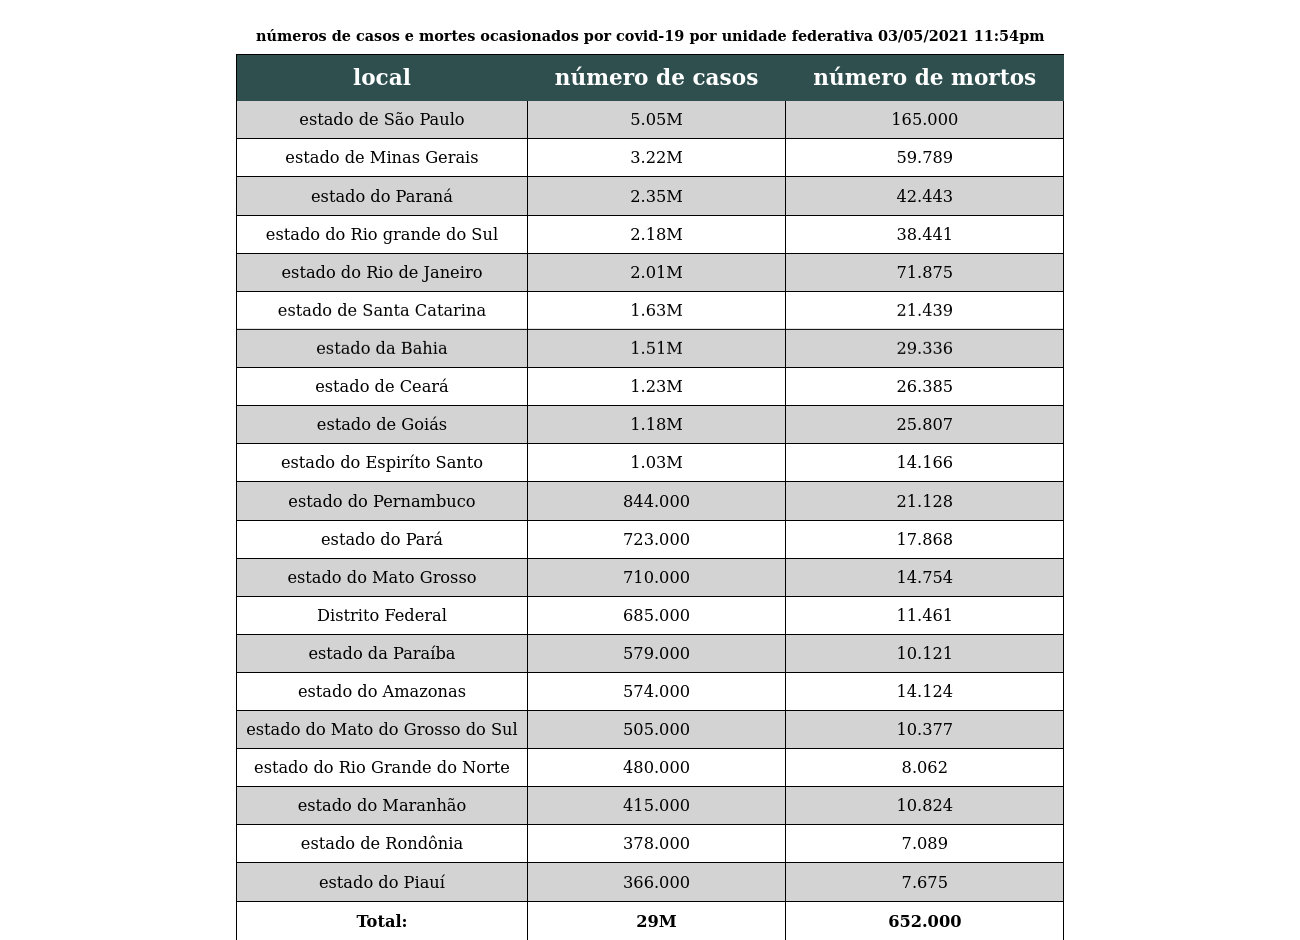 números de casos e mortes ocasionados por covid-19 por unidade federativa 03/05/2021 11:54pm
local número de casos número de mortos
estado de São Paulo 5.05M 165.000
estado de Minas Gerais 3.22M 59.789
estado do Paraná 2.35M 42.443
estado do Rio grande do Sul 2.18M 38.441
estado do Rio de Janeiro 2.01M 71.875
estado de Santa Catarina 1.63M 21.439
estado da Bahia 1.51M 29.336
estado de Ceará 1.23M 26.385
estado de Goiás 1.18M 25.807
estado do Espiríto Santo 1.03M 14.166
estado do Pernambuco 844.000 21.128
estado do Pará 723.000 17.868
estado do Mato Grosso 710.000 14.754
Distrito Federal 685.000 11.461
estado da Paraíba 579.000 10.121
estado do Amazonas 574.000 14.124
estado do Mato do Grosso do Sul 505.000 10.377
estado do Rio Grande do Norte 480.000 8.062
estado do Maranhão 415.000 10.824
estado de Rondônia 378.000 7.089
estado do Piauí 366.000 7.675
Total: 29M 652.000